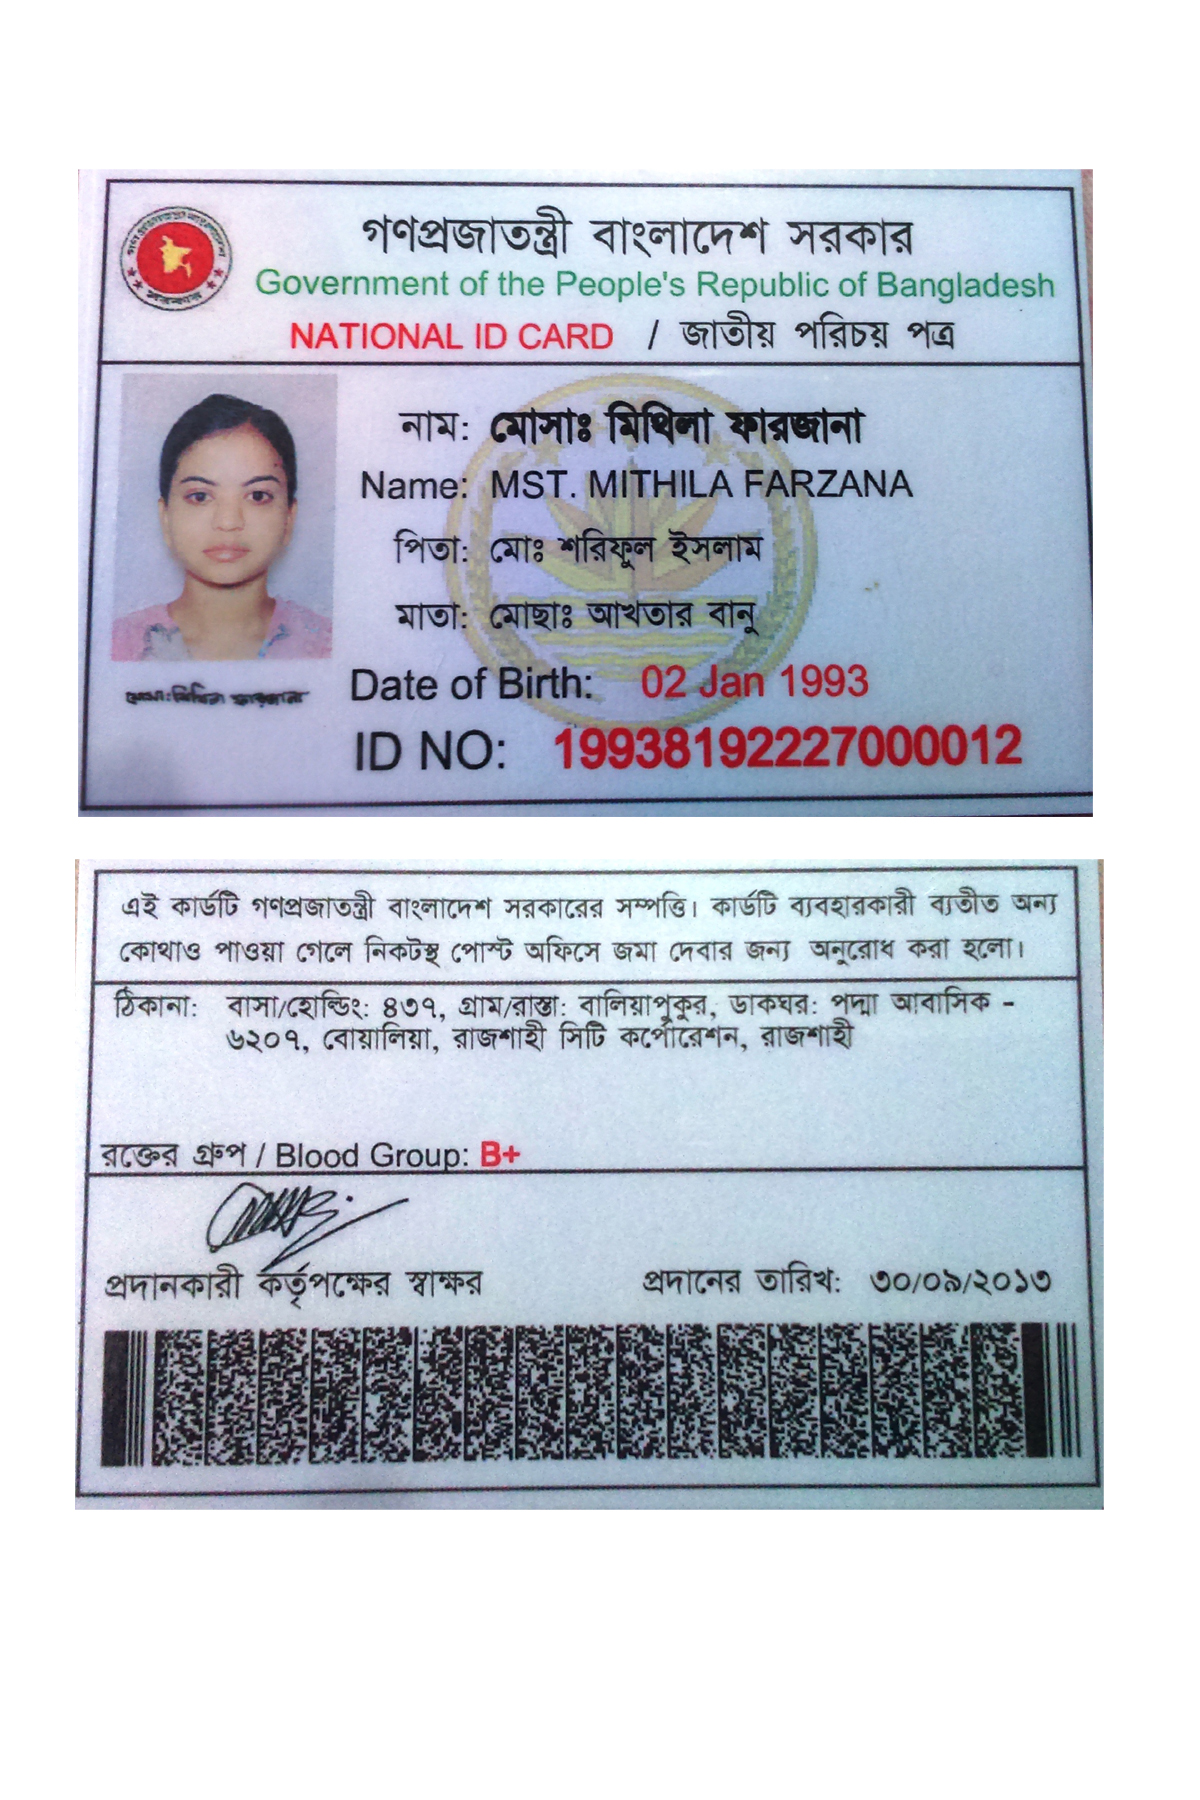 গণপ্রজাতন্ত্রী বাংলাদেশ সরকার
Government of the People's Republic of Bangladesh
NATIONAL ID CARD / জাতীয় পরিচয় পত্র
নাম: মোসাঃ মিথিলা ফারজানা
Name: MST. MITHILA FARZANA
পিতা: মোঃ শরিফুল ইসলাম
মাতা: মোছাঃ আখতার বানু
মোসা: মিথিলা ফারজানা
Date of Birth: 02 Jan 1993
ID NO: 19938192227000012
এই কার্ডটি গণপ্রজাতন্ত্রী বাংলাদেশ সরকারের সম্পত্তি। কার্ডটি ব্যবহারকারী ব্যতীত অন্য
কোথাও পাওয়া গেলে নিকটস্থ পোস্ট অফিসে জমা দেবার জন্য অনুরোধ করা হলো।
ঠিকানা: বাসা/হোল্ডিং: ৪৩৭, গ্রাম/রাস্তা: বালিয়াপুকুর, ডাকঘর: পদ্মা আবাসিক -
৬২০৭, বোয়ালিয়া, রাজশাহী সিটি কর্পোরেশন, রাজশাহী
রক্তের গ্রুপ / Blood Group: B+
প্রদানকারী কর্তৃপক্ষের স্বাক্ষর প্রদানের তারিখ: ৩০/০৯/২০১৩